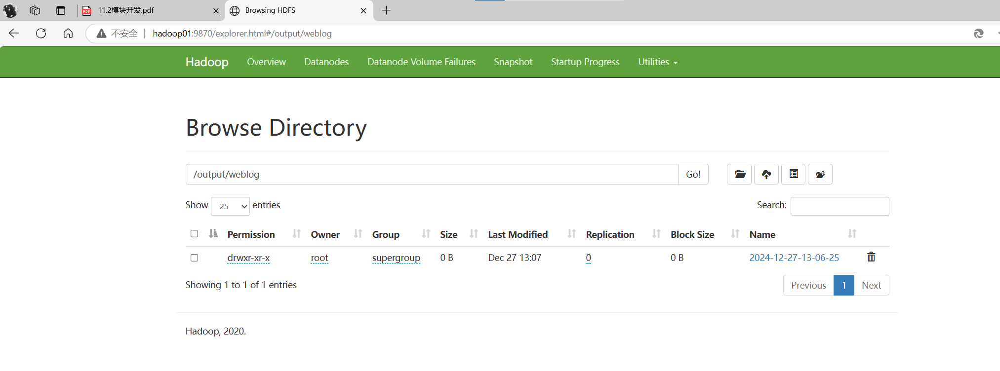 11.2模块开发.pdf
Browsing HDFS
不安全 hadoop01:9870/explorer.html#/output/weblog
Hadoop Overview Datanodes Datanode Volume Failures Snapshot Startup Progress Utilities
Browse Directory
/output/weblog Go!
Show 25 entries Search:
Permission Owner Group Size Last Modified Replication Block Size Name
drwxr-xr-x root supergroup 0 B Dec 27 13:07 0 0 B 2024-12-27-13-06-25
Showing 1 to 1 of 1 entries Previous 1 Next
Hadoop, 2020.